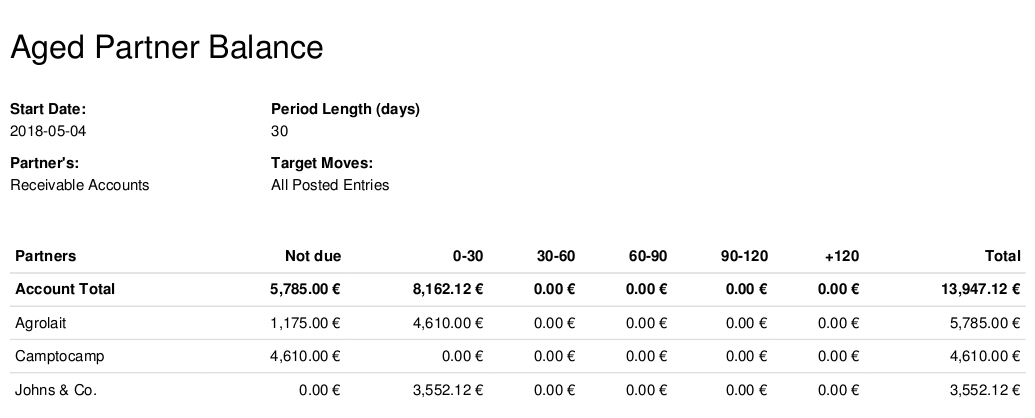 Aged Partner Balance
Start Date: Period Length (days)
2018-05-04 30
Partner's: Target Moves:
Receivable Accounts All Posted Entries
Partners Not due 0-30 30-60 60-90 90-120 +120 Total
Account Total 5,785.00 € 8,162.12 € 0.00 € 0.00 € 0.00 € 0.00 € 13,947.12 €
Agrolait 1,175.00 € 4,610.00 € 0.00 € 0.00 € 0.00 € 0.00 € 5,785.00 €
Camptocamp 4,610.00 € 0.00 € 0.00 € 0.00 € 0.00 € 0.00 € 4,610.00 €
Johns & Co. 0.00 € 3,552.12 € 0.00 € 0.00 € 0.00 € 0.00 € 3,552.12 €